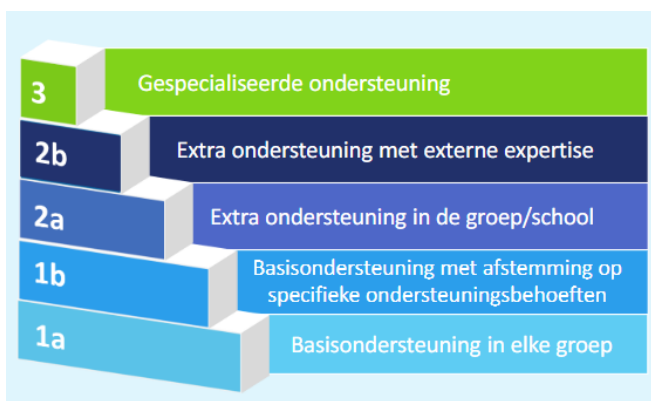 3
Gespecialiseerde ondersteuning
2b
Extra ondersteuning met externe expertise
2a
Extra ondersteuning in de groep/school
1b
Basisondersteuning met afstemming op
specifieke ondersteuningsbehoeften
1a
Basisondersteuning in elke groep